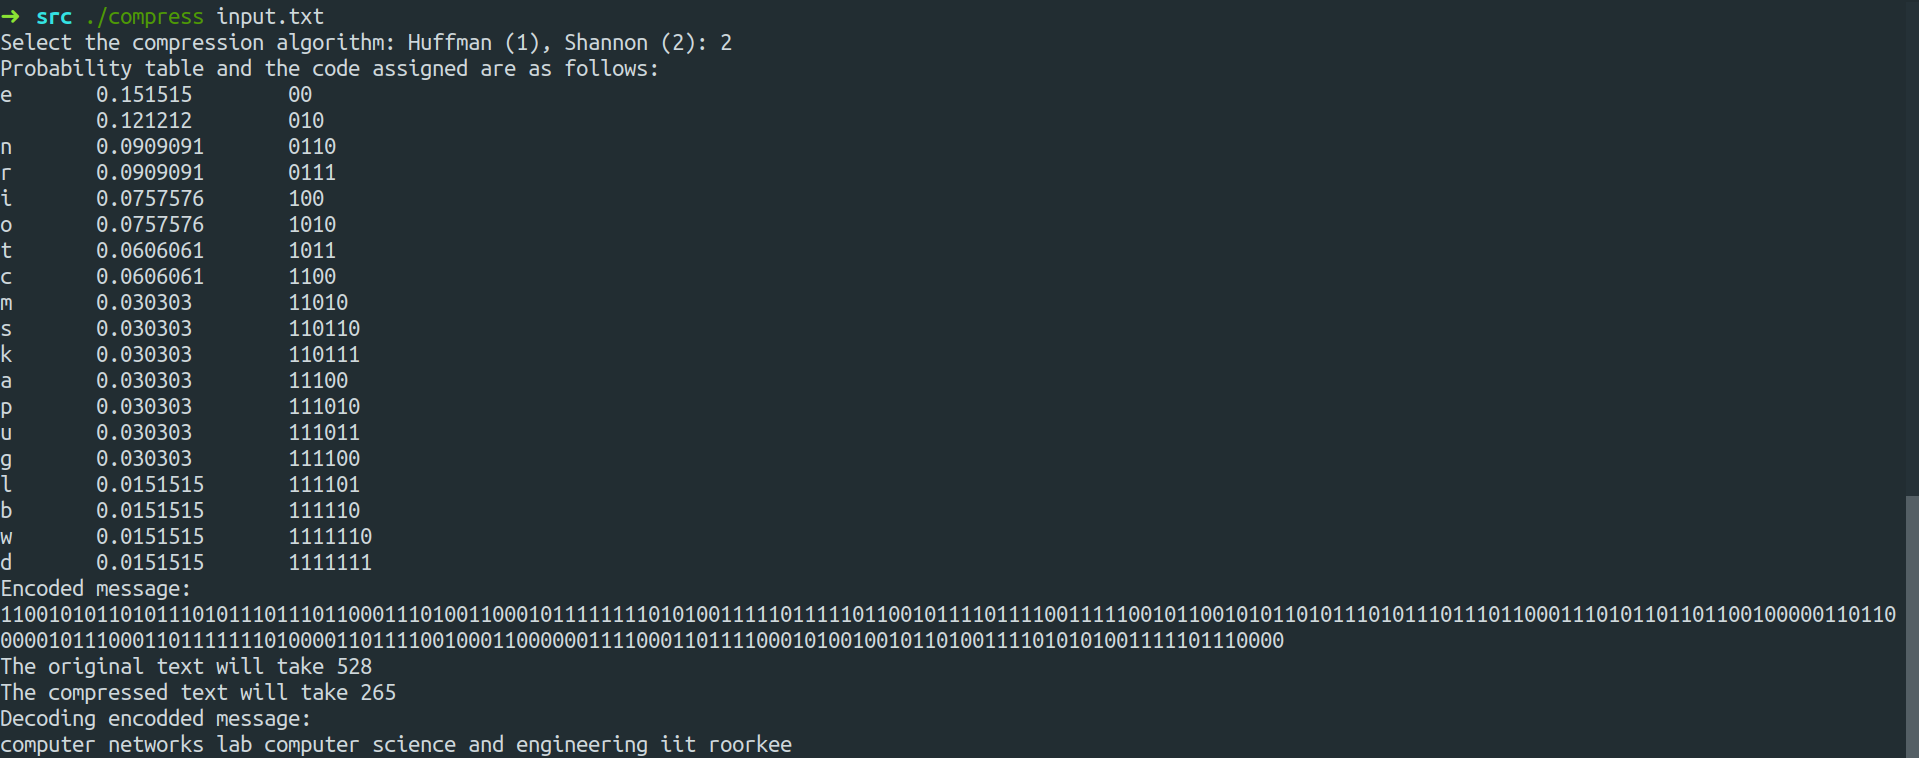 ➜ src ./compress input.txt
Select the compression algorithm: Huffman (1), Shannon (2): 2
Probability table and the code assigned are as follows:
e 0.151515 00
0.121212 010
n 0.0909091 0110
r 0.0909091 0111
i 0.0757576 100
o 0.0757576 1010
t 0.0606061 1011
c 0.0606061 1100
m 0.030303 11010
s 0.030303 110110
k 0.030303 110111
a 0.030303 11100
p 0.030303 111010
u 0.030303 111011
g 0.030303 111100
l 0.0151515 111101
b 0.0151515 111110
w 0.0151515 1111110
d 0.0151515 1111111
Encoded message:
11001010110101110101110111011000111010011000101111111101010011111011111011001011110111100111110010110010101101011101011101110110001110101101101100100000110110
00001011100011011111110100001101111001000110000001111000110111100010100100101101001111010101001111101110000
The original text will take 528
The compressed text will take 265
Decoding encodded message:
computer networks lab computer science and engineering iit roorkee